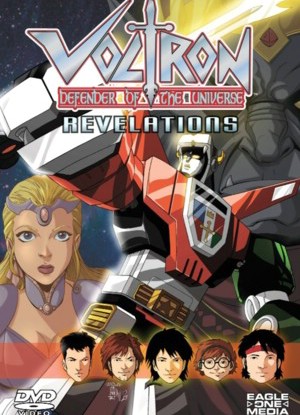 VOLTRON
DEFENDER OF THE UNIVERSE
REVELATIONS
DVD
VIDEO
EAGLE
ONE
MEDIA